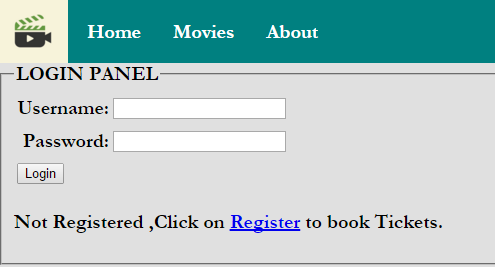 Home Movies About
LOGIN PANEL
Username:
Password:
Login
Not Registered ,Click on Register to book Tickets.